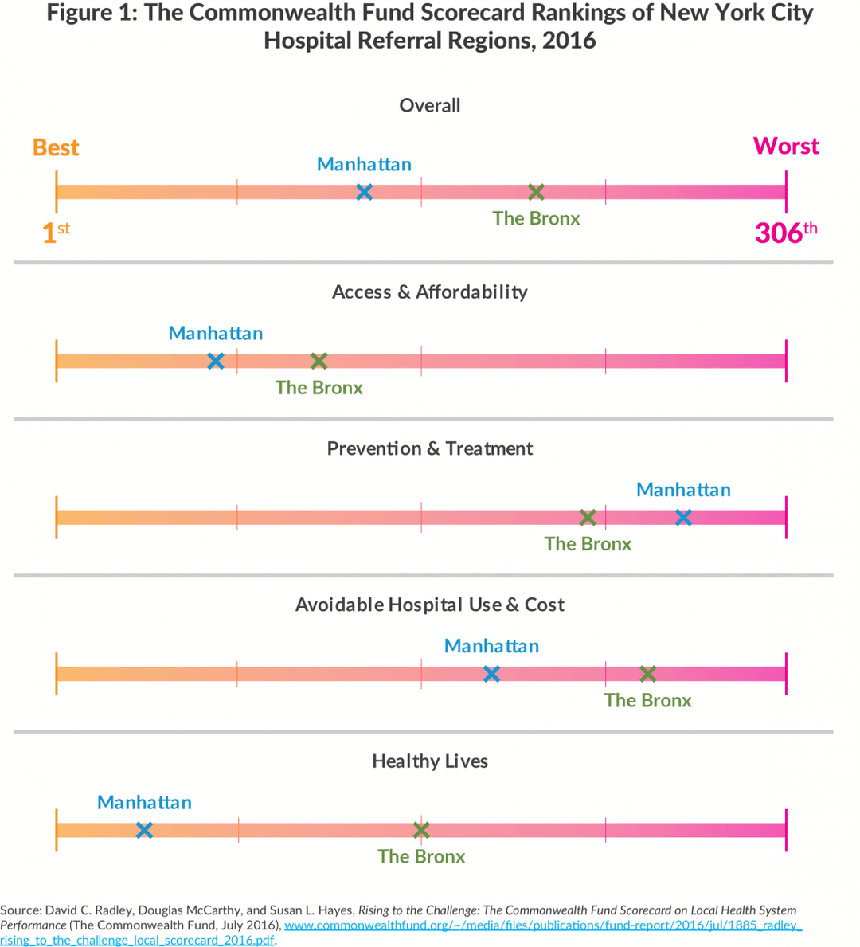 Figure 1: The Commonwealth Fund Scorecard Rankings of New York City
Hospital Referral Regions, 2016
Overall
Best
Worst
Manhattan
The Bronx
1st
306th
Access & Affordability
Manhattan
The Bronx
Prevention & Treatment
Manhattan
The Bronx
Avoidable Hospital Use & Cost
Manhattan
The Bronx
Healthy Lives
Manhattan
The Bronx
Source: David C. Radley, Douglas McCarthy, and Susan L. Hayes, Rising to the Challenge: The Commonwealth Fund Scorecard on Local Health System
Performance (The Commonwealth Fund, July 2016), www.commonwealthfund.org/~/media/files/publications/fund-report/2016/jul/1885_radley_
rising_to_the_challenge_local_scorecard_2016.pdf.